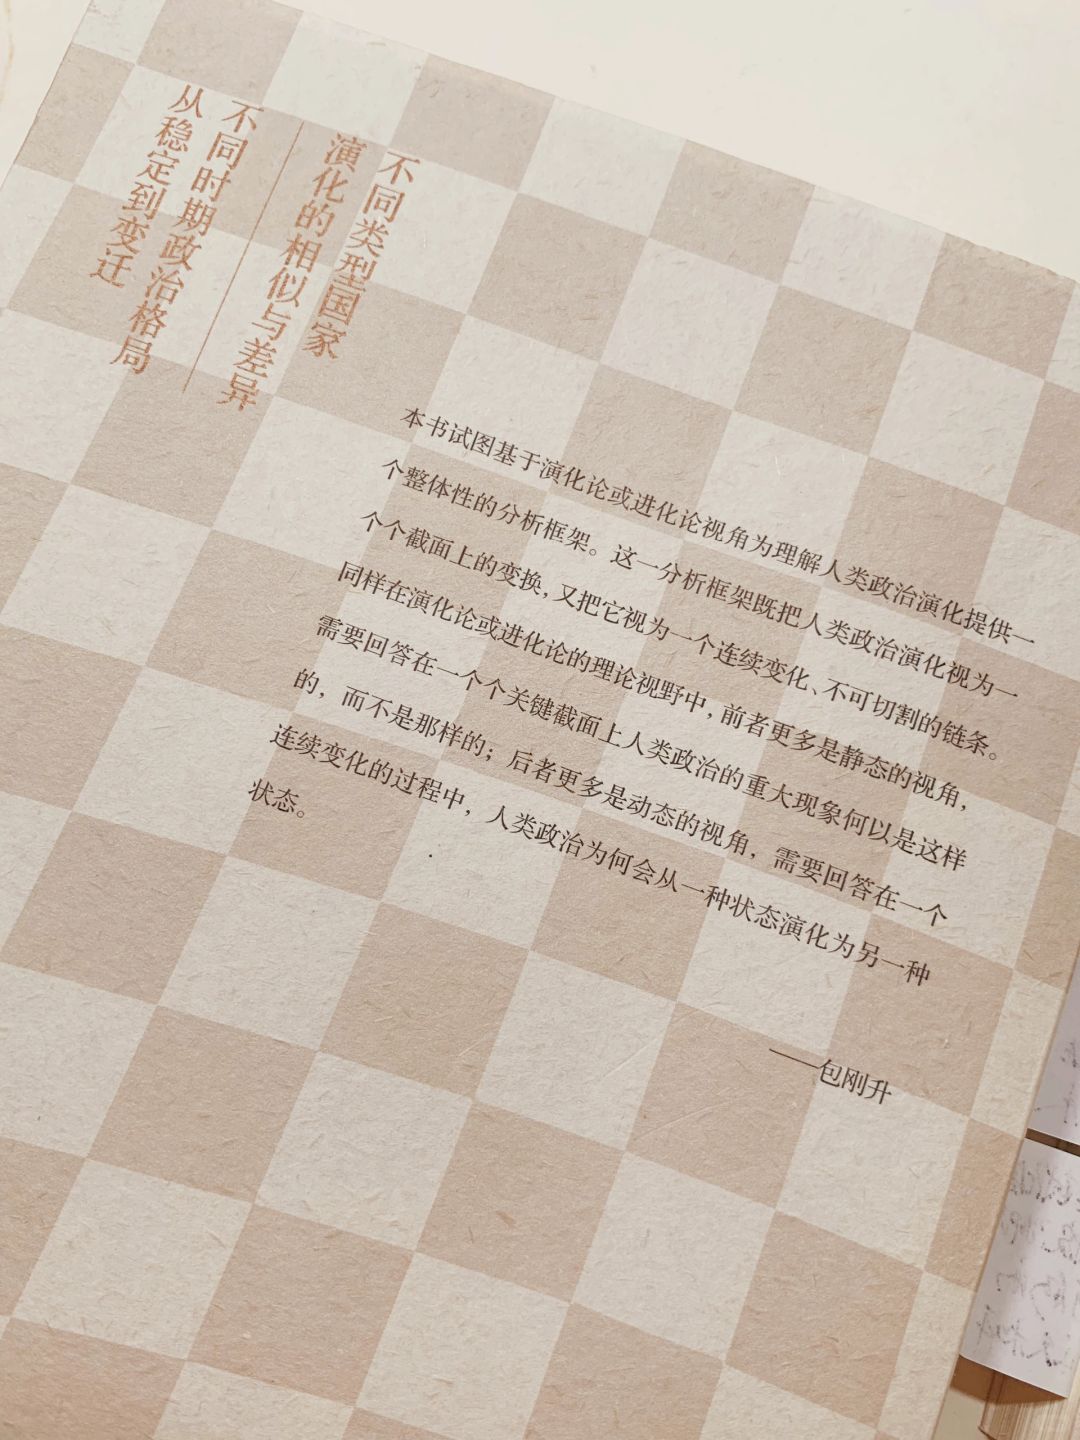 不同类型国家
演化的相似与差异
不同时期政治格局
从稳定到变迁
本书试图基于演化论或进化论视角为理解人类政治演化提供一
个整体性的分析框架。这一分析框架既把人类政治演化视为一
个个截面上的变换，又把它视为一个连续变化、不可切割的链条。
同样在演化论或进化论的理论视野中，前者更多是静态的视角，
需要回答在一个个关键截面上人类政治的重大现象何以是这样
的，而不是那样的；后者更多是动态的视角，需要回答在一个
连续变化的过程中，人类政治为何会从一种状态演化为另一种
状态。
——包刚升